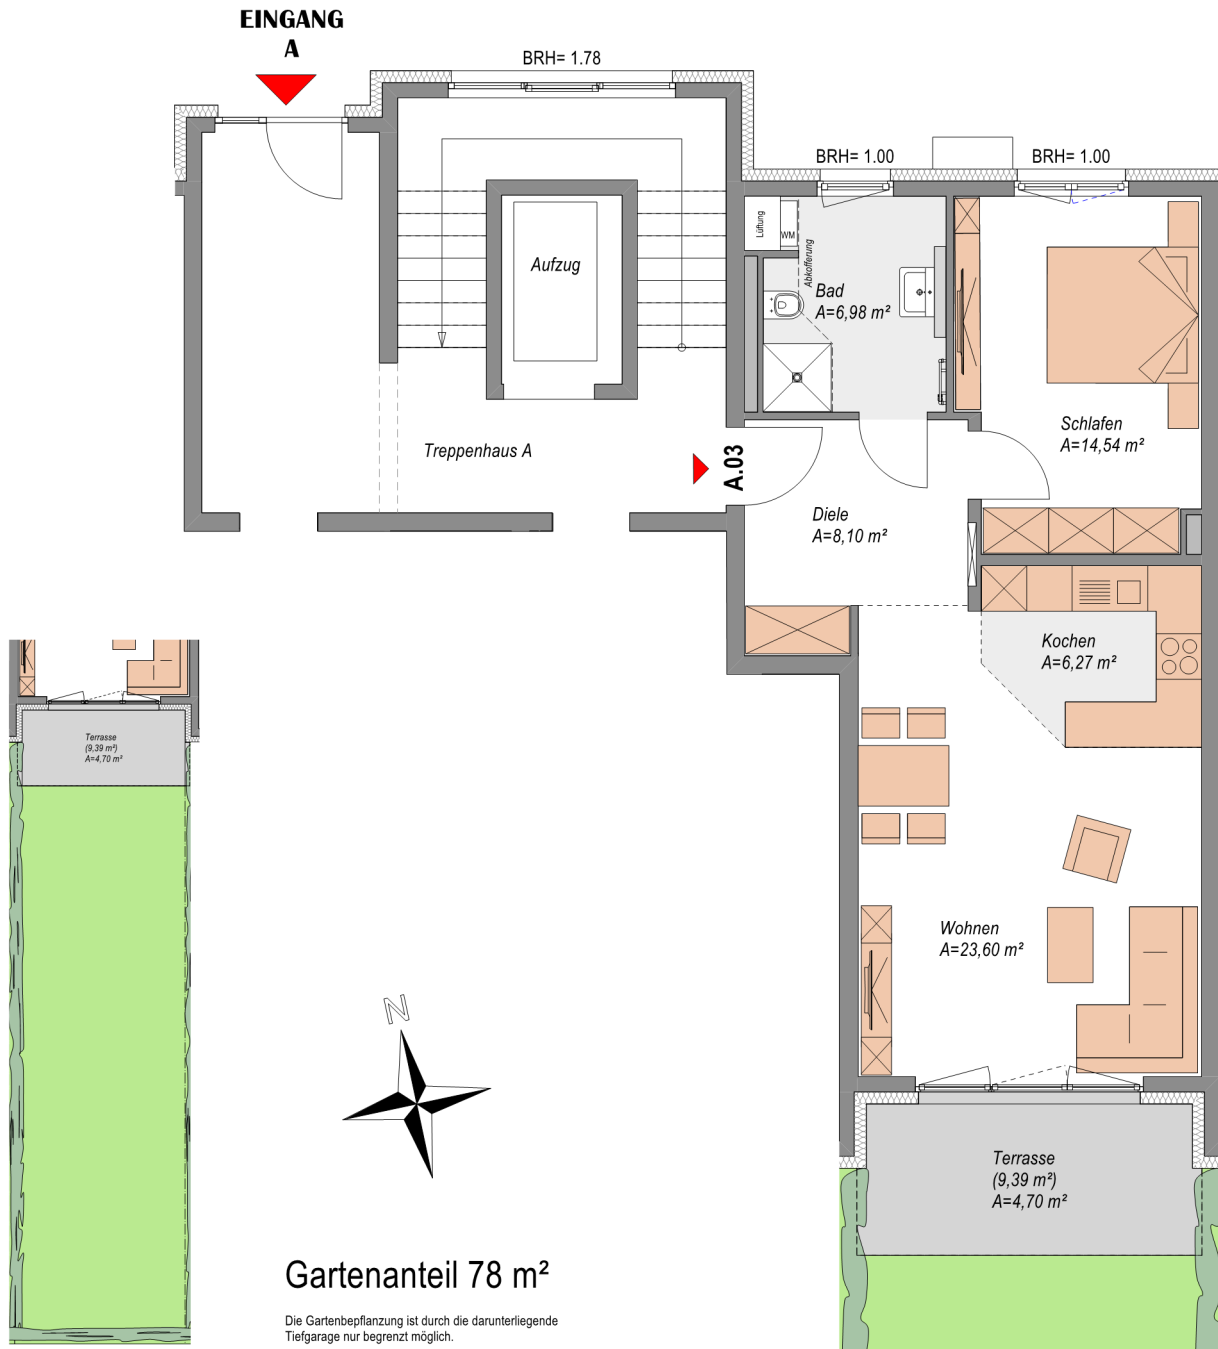 EINGANG
A
BRH= 1.78
BRH= 1.00
BRH= 1.00
Lüftung
WM
Abkofferung
Aufzug
Bad
A=6,98 m²
Schlafen
A=14,54 m²
Treppenhaus A
A.03
Diele
A=8,10 m²
Kochen
A=6,27 m²
Terrasse
(9,39 m²)
A=4,70 m²
Wohnen
A=23,60 m²
N
Terrasse
(9,39 m²)
A=4,70 m²
Gartenanteil 78 m²
Die Gartenbepflanzung ist durch die darunterliegende
Tiefgarage nur begrenzt möglich.